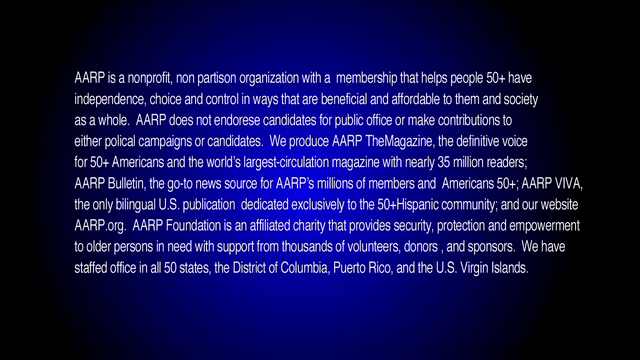 AARP is a nonprofit, non partison organization with a  membership that helps people 50+ have
independence, choice and control in ways that are beneficial and affordable to them and society
as a whole.  AARP does not endorese candidates for public office or make contributions to
either polical campaigns or candidates.  We produce AARP TheMagazine, the definitive voice
for 50+ Americans and the world's largest-circulation magazine with nearly 35 million readers;
AARP Bulletin, the go-to news source for AARP's millions of members and  Americans 50+; AARP VIVA,
the only bilingual U.S. publication  dedicated exclusively to the 50+Hispanic community; and our website
AARP.org.  AARP Foundation is an affiliated charity that provides security, protection and empowerment
to older persons in need with support from thousands of volunteers, donors , and sponsors.  We have
staffed office in all 50 states, the District of Columbia, Puerto Rico, and the U.S. Virgin Islands.